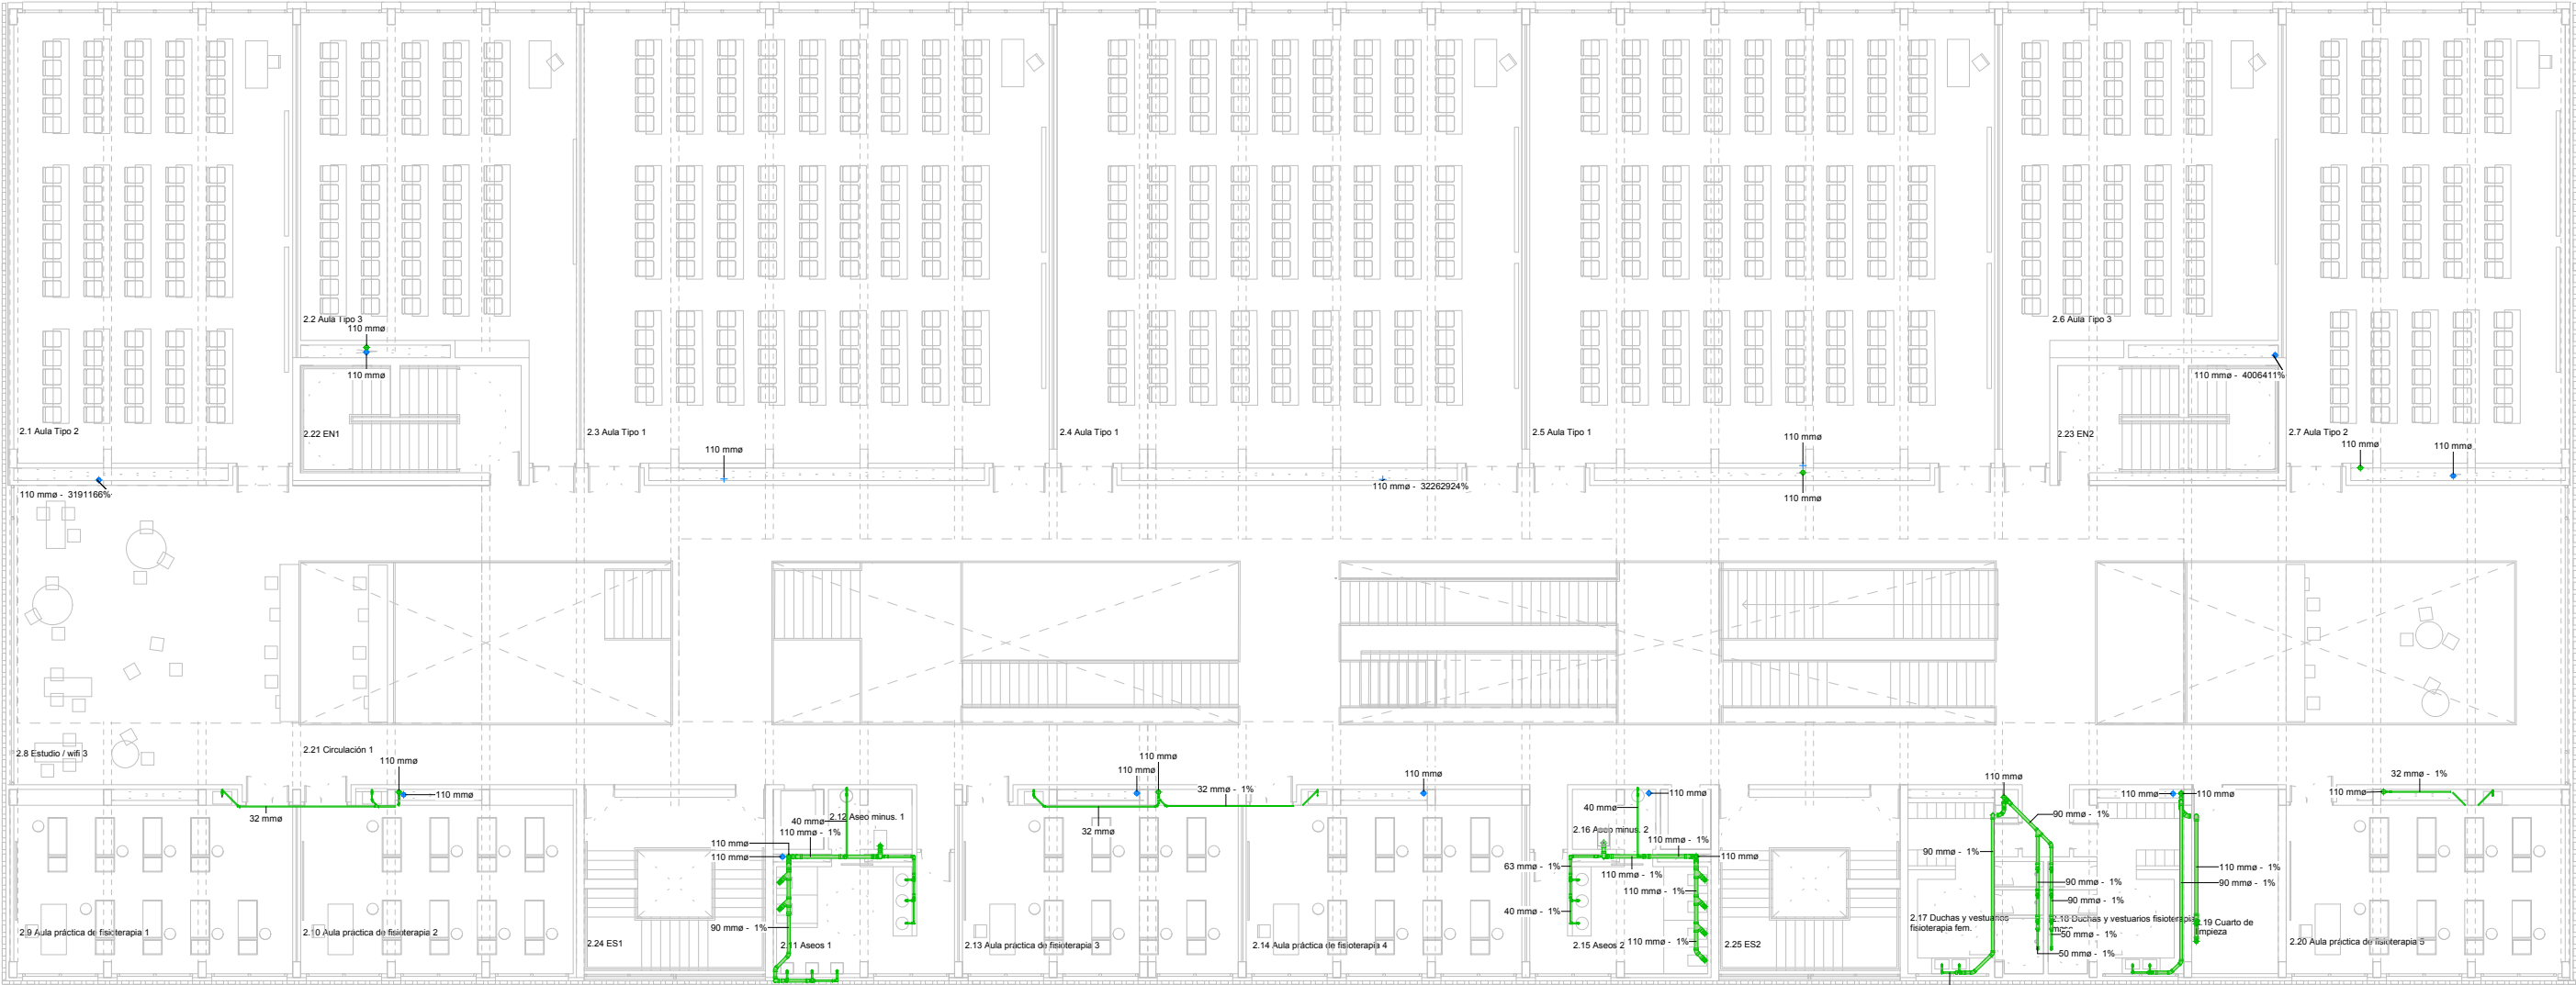 2.2 Aula Tipo 3
110 mmø
110 mmø
2.6 Aula Tipo 3
110 mmø - 4006411%
2.1 Aula Tipo 2
2.22 EN1
2.3 Aula Tipo 1
2.4 Aula Tipo 1
2.5 Aula Tipo 1
2.23 EN2
2.7 Aula Tipo 2
110 mmø
110 mmø
110 mmø
110 mmø
110 mmø - 3191166%
110 mmø - 32262924%
110 mmø
2.8 Estudio / wifi 3
2.21 Circulación 1
110 mmø
110 mmø
110 mmø
110 mmø
110 mmø
32 mmø - 1%
110 mmø
32 mmø - 1%
110 mmø
110 mmø
110 mmø
110 mmø
110 mmø
32 mmø
40 mmø
2.12 Aseo minus. 1
110 mmø - 1%
32 mmø
40 mmø
2.16 Aseo minus. 2
110 mmø - 1%
90 mmø - 1%
110 mmø
110 mmø
110 mmø
63 mmø - 1%
110 mmø - 1%
90 mmø - 1%
110 mmø - 1%
110 mmø - 1%
90 mmø - 1%
90 mmø - 1%
90 mmø - 1%
40 mmø - 1%
2.9 Aula práctica de fisioterapia 1
2.10 Aula práctica de fisioterapia 2
2.24 ES1
90 mmø - 1%
2.11 Aseos 1
2.13 Aula práctica de fisioterapia 3
2.14 Aula práctica de fisioterapia 4
2.15 Aseos 2
110 mmø - 1%
2.25 ES2
2.17 Duchas y vestuarios
fisioterapia fem.
2.18 Duchas y vestuarios fisioterapia
masc.
50 mmø - 1%
50 mmø - 1%
2.19 Cuarto de
limpieza
2.20 Aula práctica de fisioterapia 5